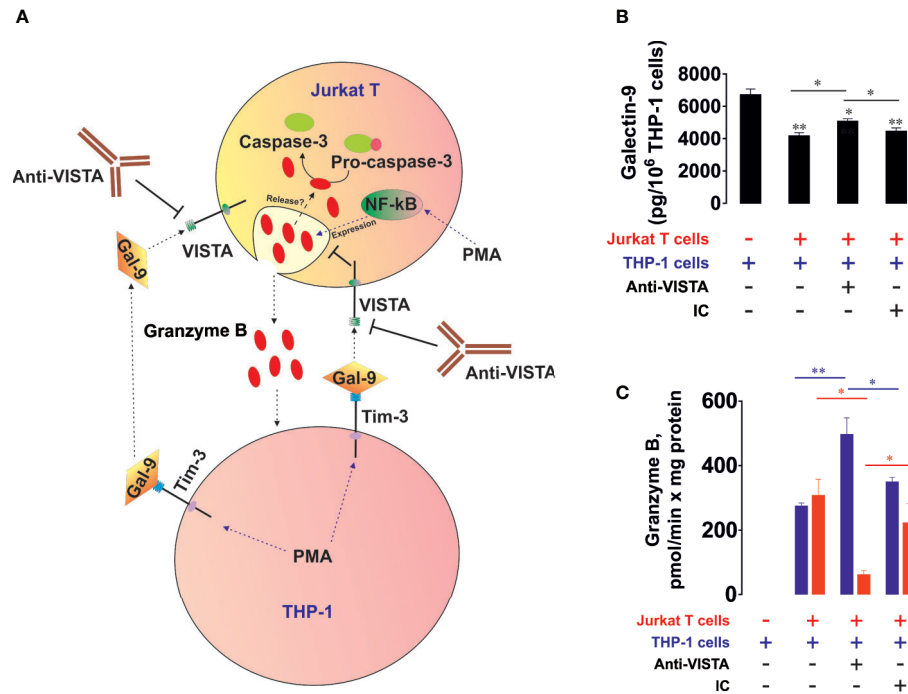 A
Jurkat T
Caspase-3
Pro-caspase-3
Anti-VISTA
Release?
NF-kB
Expression
VISTA
PMA
Gal-9
VISTA
Granzyme B
Anti-VISTA
Gal-9
Tim-3
Gal-9
Tim-3
PMA
THP-1
B
Galectin-9
(pg/10⁶ THP-1 cells)
8000
6000
4000
2000
0
* *
** * ** **
**
Jurkat T cells - + + +
THP-1 cells + + + +
Anti-VISTA - - + -
IC - - - +
C
Granzyme B,
pmol/min x mg protein
600
400
200
0
** *
* *
Jurkat T cells - + + +
THP-1 cells + + + +
Anti-VISTA - - + -
IC - - - +